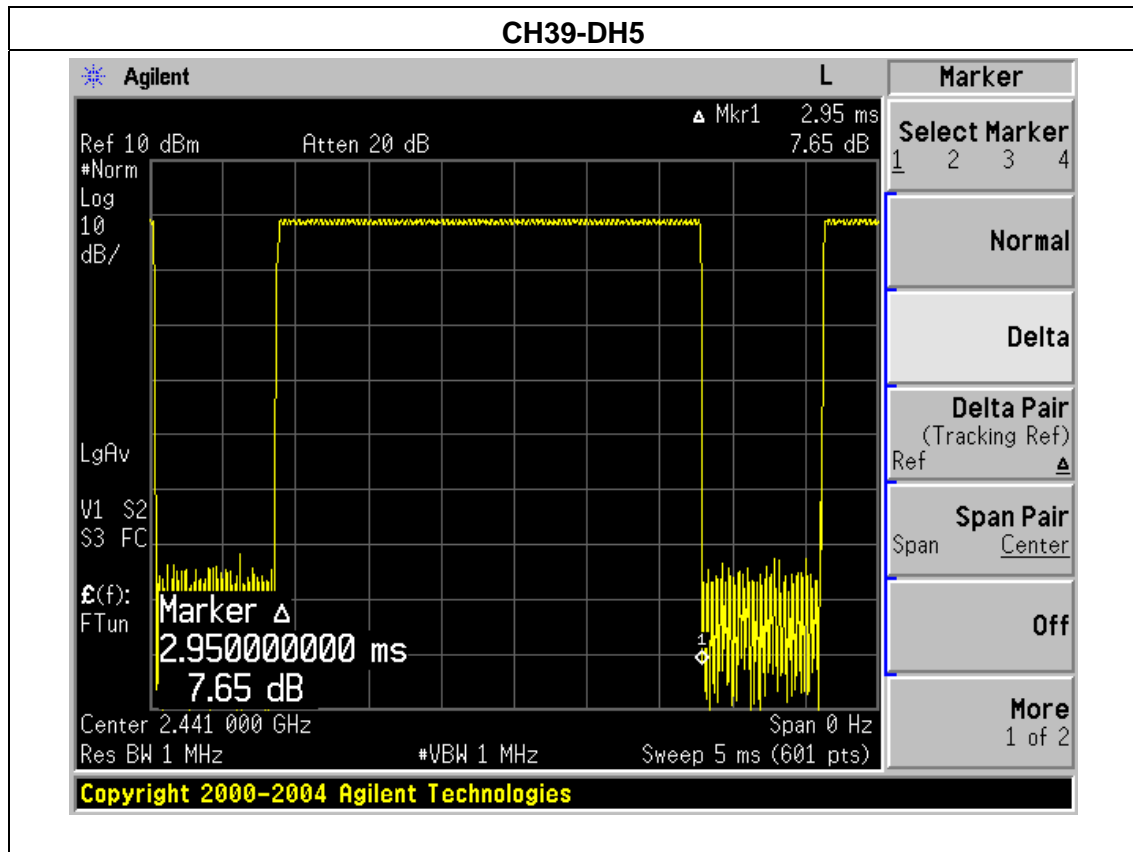 CH39-DH5
Agilent L Marker
Δ Mkr1 2.95 ms
Ref 10 dBm Atten 20 dB 7.65 dB
#Norm
Log
10
dB/
LgAv
V1 S2
S3 FC
£(f):
FTun
Marker Δ
2.950000000 ms
7.65 dB
1
Center 2.441 000 GHz Span 0 Hz
Res BW 1 MHz #VBW 1 MHz Sweep 5 ms (601 pts)
Select Marker
1 2 3 4
Normal
Delta
Delta Pair
(Tracking Ref)
Ref Δ
Span Pair
Span Center
Off
More
1 of 2
Copyright 2000-2004 Agilent Technologies